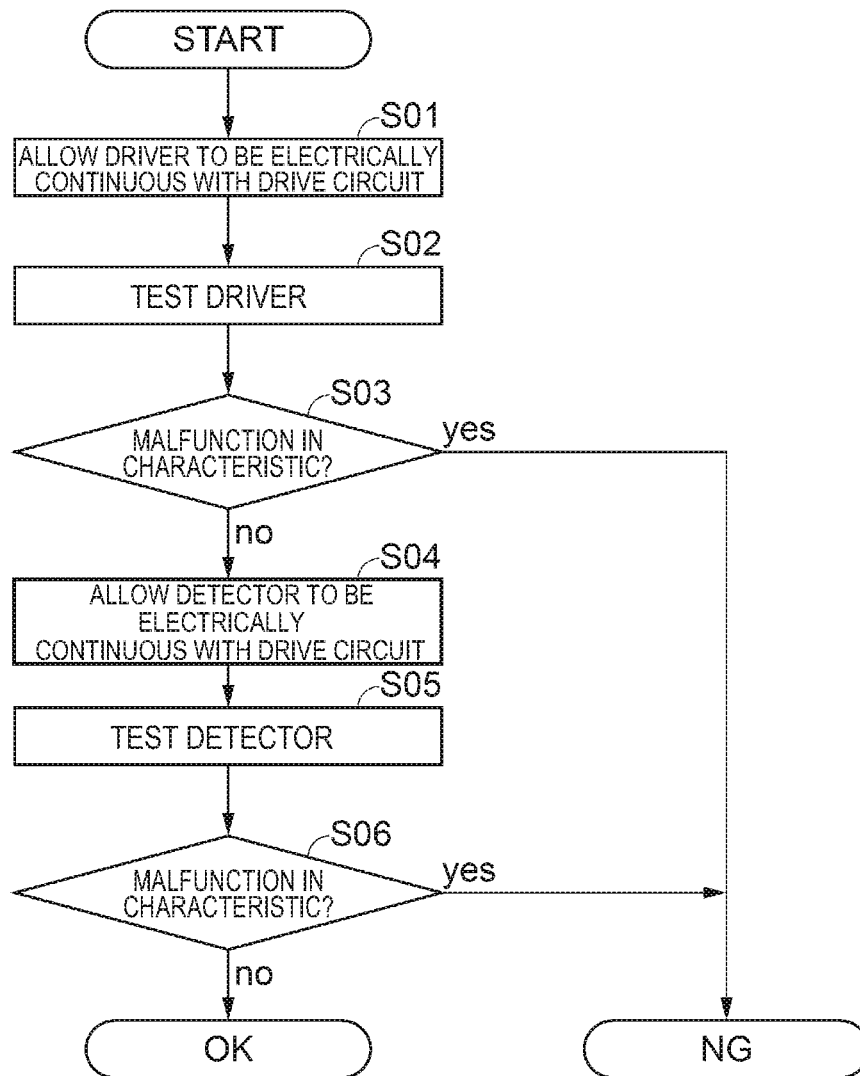 START
S01
ALLOW DRIVER TO BE ELECTRICALLY
CONTINUOUS WITH DRIVE CIRCUIT
S02
TEST DRIVER
S03
MALFUNCTION IN
CHARACTERISTIC?
yes
no
S04
ALLOW DETECTOR TO BE
ELECTRICALLY
CONTINUOUS WITH DRIVE CIRCUIT
S05
TEST DETECTOR
S06
MALFUNCTION IN
CHARACTERISTIC?
yes
no
OK
NG